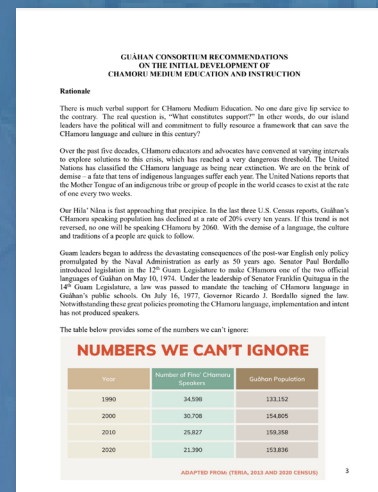 GUÅHAN CONSORTIUM RECOMMENDATIONS
ON THE INITIAL DEVELOPMENT OF
CHAMORU MEDIUM EDUCATION AND INSTRUCTION
Rationale
There is much verbal support for CHamoru Medium Education. No one dare give lip service to
the contrary. The real question is, “What constitutes support?” In other words, do our island
leaders have the political will and commitment to fully resource a framework that can save the
CHamoru language and culture in this century?
Over the past five decades, CHamoru educators and advocates have convened at varying intervals
to explore solutions to this crisis, which has reached a very dangerous threshold. The United
Nations has classified the CHamoru language as being near extinction. We are on the brink of
demise – a fate that tens of indigenous languages suffer each year. The United Nations reports that
the Mother Tongue of an indigenous tribe or group of people in the world ceases to exist at the rate
of one every two weeks.
Our Hila’ Nåna is fast approaching that precipice. In the last three U.S. Census reports, Guåhan’s
CHamoru speaking population has declined at a rate of 20% every ten years. If this trend is not
reversed, no one will be speaking CHamoru by 2060. With the demise of a language, the culture
and traditions of a people are quick to follow.
Guam leaders began to address the devastating consequences of the post-war English only policy
promulgated by the Naval Administration as early as 50 years ago. Senator Paul Bordallo
introduced legislation in the 12th Guam Legislature to make CHamoru one of the two official
languages of Guåhan on May 10, 1974. Under the leadership of Senator Franklin Quitugua in the
14th Guam Legislature, a law was passed to mandate the teaching of CHamoru language in
Guåhan’s public schools. On July 16, 1977, Governor Ricardo J. Bordallo signed the law.
Notwithstanding these great policies promoting the CHamoru language, implementation and intent
has not produced speakers.
The table below provides some of the numbers we can’t ignore:
NUMBERS WE CAN'T IGNORE
Year Number of Fino' CHamoru Speakers Guåhan Population
1990 34,598 133,152
2000 30,708 154,805
2010 25,827 159,358
2020 21,390 153,836
ADAPTED FROM: (TERIA, 2013 AND 2020 CENSUS)
3